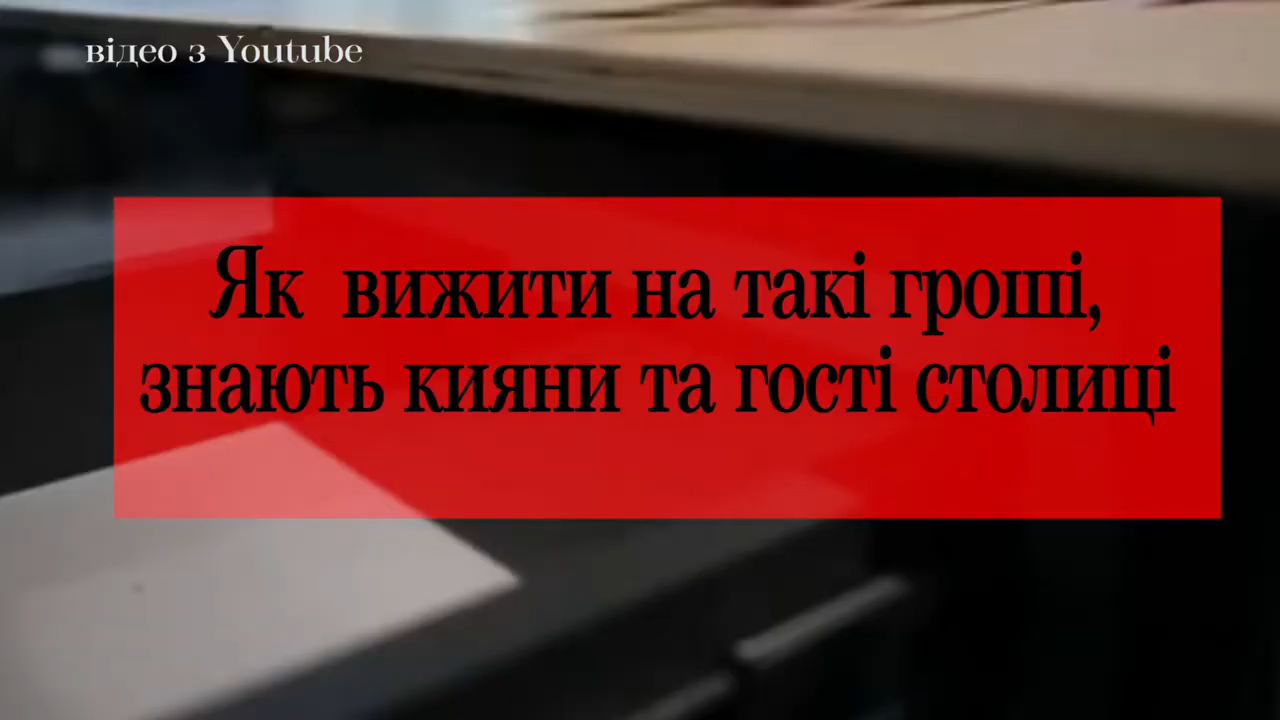 відео з Youtube
Як вижити на такі гроші,
знають кияни та гості столиці